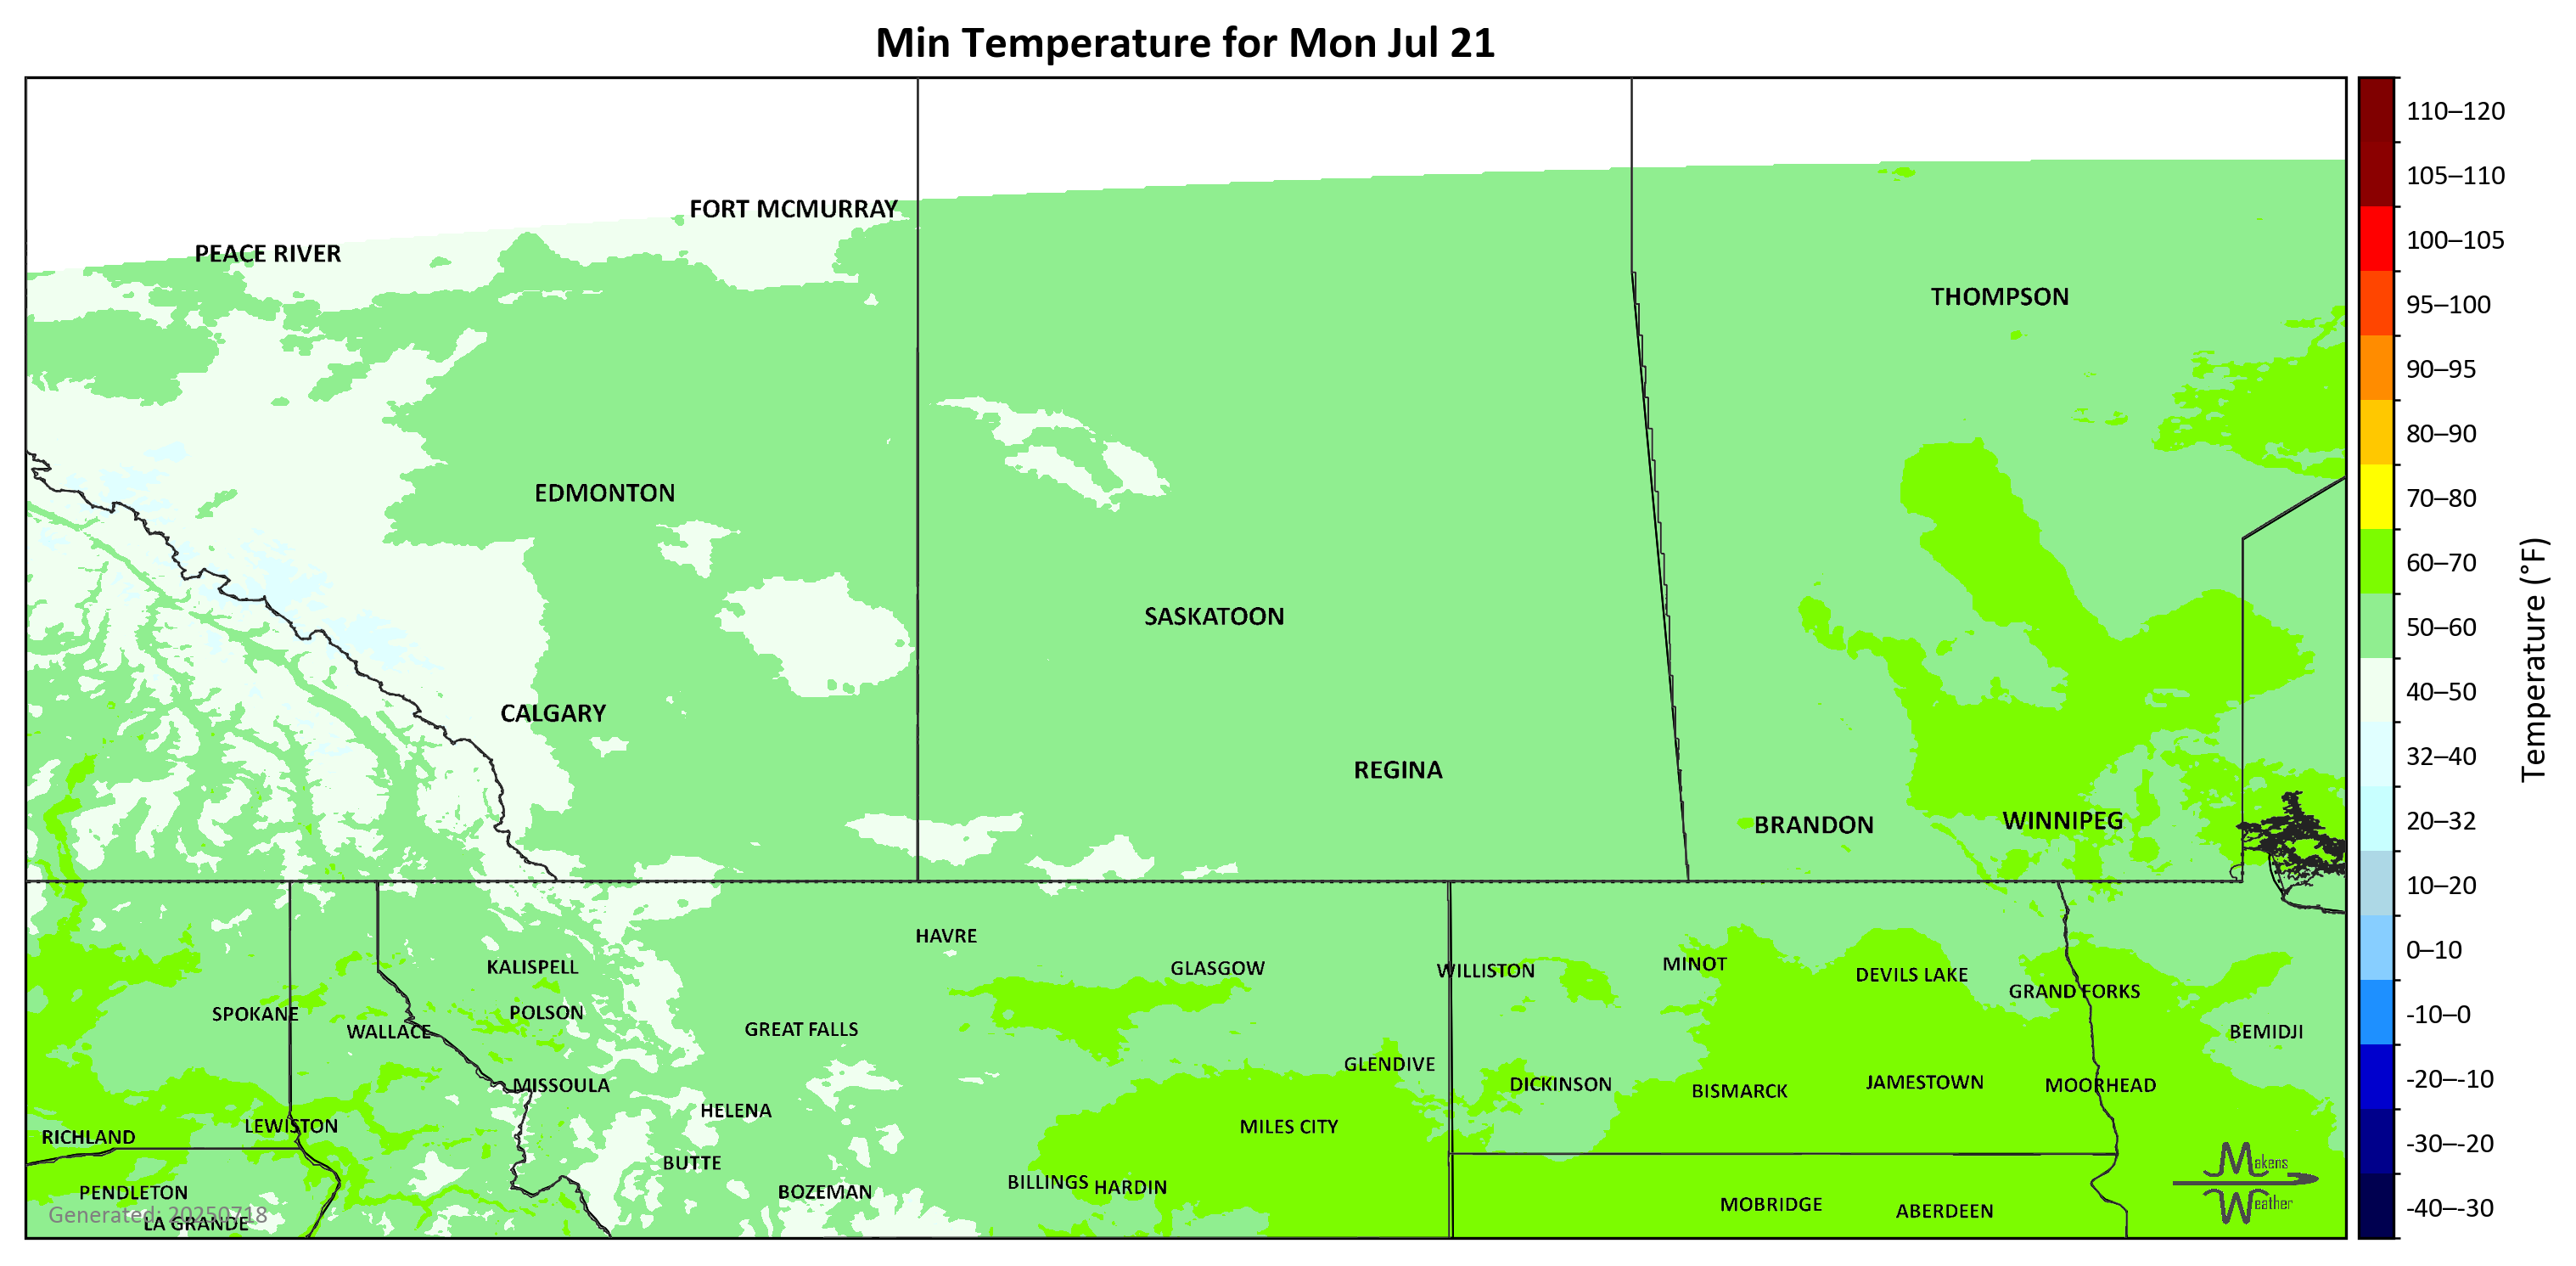 Min Temperature for Mon Jul 21
110–120
105–110
100–105
95–100
90–95
80–90
70–80
60–70
50–60
40–50
32–40
20–32
10–20
0–10
-10–0
-20–-10
-30–-20
-40–-30
Temperature (°F)
FORT MCMURRAY
PEACE RIVER
THOMPSON
EDMONTON
SASKATOON
CALGARY
REGINA
BRANDON
WINNIPEG
HAVRE
KALISPELL
GLASGOW
WILLISTON
MINOT
DEVILS LAKE
GRAND FORKS
SPOKANE
POLSON
WALLACE
GREAT FALLS
BEMIDJI
GLENDIVE
MISSOULA
DICKINSON
BISMARCK
JAMESTOWN
MOORHEAD
HELENA
LEWISTON
MILES CITY
RICHLAND
BUTTE
BILLINGS
HARDIN
PENDLETON
BOZEMAN
MOBRIDGE
ABERDEEN
Generated: 20250718
LA GRANDE
Makens
Weather